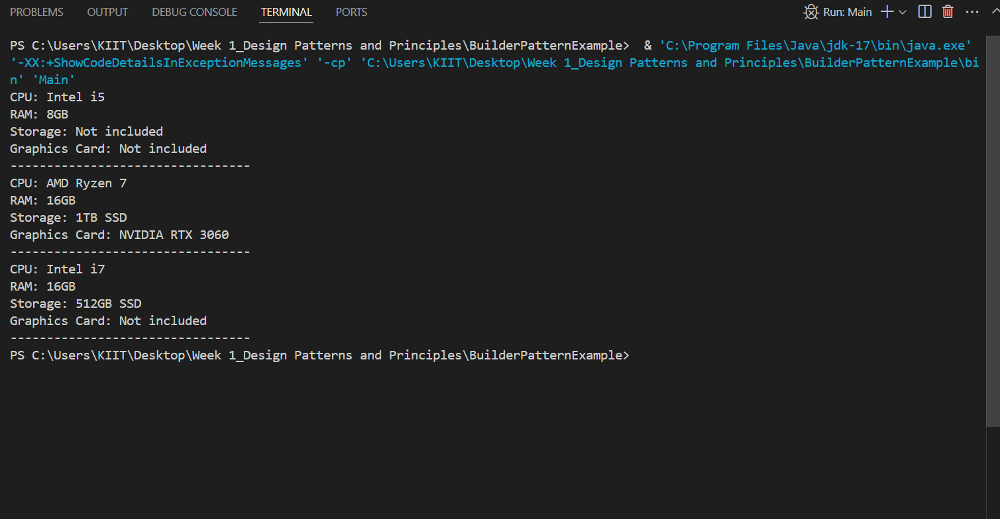 PROBLEMS OUTPUT DEBUG CONSOLE TERMINAL PORTS Run: Main
PS C:\Users\KIIT\Desktop\Week 1_Design Patterns and Principles\BuilderPatternExample>  & 'C:\Program Files\Java\jdk-17\bin\java.exe'
'-XX:+ShowCodeDetailsInExceptionMessages' '-cp' 'C:\Users\KIIT\Desktop\Week 1_Design Patterns and Principles\BuilderPatternExample\bi
n' 'Main'
CPU: Intel i5
RAM: 8GB
Storage: Not included
Graphics Card: Not included
---------------------------------
CPU: AMD Ryzen 7
RAM: 16GB
Storage: 1TB SSD
Graphics Card: NVIDIA RTX 3060
---------------------------------
CPU: Intel i7
RAM: 16GB
Storage: 512GB SSD
Graphics Card: Not included
---------------------------------
PS C:\Users\KIIT\Desktop\Week 1_Design Patterns and Principles\BuilderPatternExample>